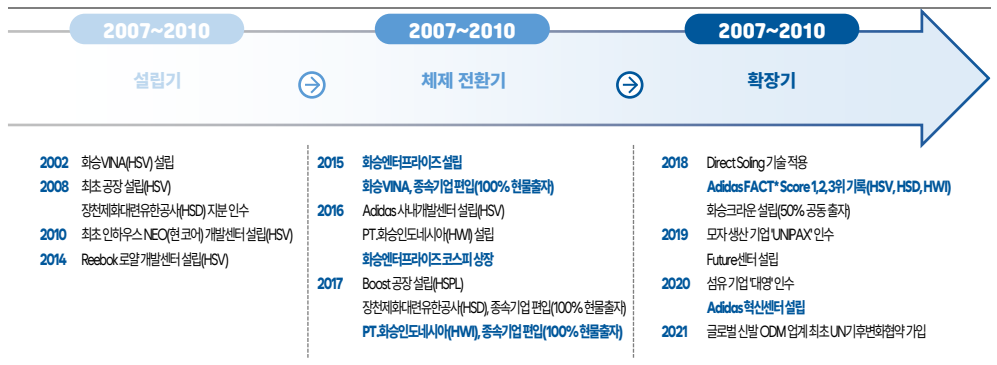 2007~2010
설립기
2007~2010
체제 전환기
2007~2010
확장기
2002 화승VINA(HSV) 설립
2008 최초 공장 설립(HSV)
장천제화대련유한공사(HSD) 지분 인수
2010 최초 인하우스 NEO(현 코어) 개발센터 설립(HSV)
2014 Reebok 로얄 개발센터 설립(HSV)
2015 화승엔터프라이즈 설립
화승VINA, 종속기업 편입(100% 현물출자)
2016 Adidas 사내개발센터 설립(HSV)
PT.화승인도네시아(HWI) 설립
화승엔터프라이즈 코스피 상장
2017 Boost 공장 설립(HSPL)
장천제화대련유한공사(HSD), 종속기업 편입(100% 현물출자)
PT.화승인도네시아(HWI), 종속기업 편입(100% 현물출자)
2018 Direct Soling 기술 적용
Adidas FACT* Score 1,2,3위 기록(HSV, HSD, HWI)
화승크라운 설립(50% 공동 출자)
2019 모자 생산 기업 'UNIPAX' 인수
Future센터 설립
2020 섬유 기업 '대영' 인수
Adidas 혁신센터 설립
2021 글로벌 신발 ODM 업계 최초 UN기후변화협약 가입